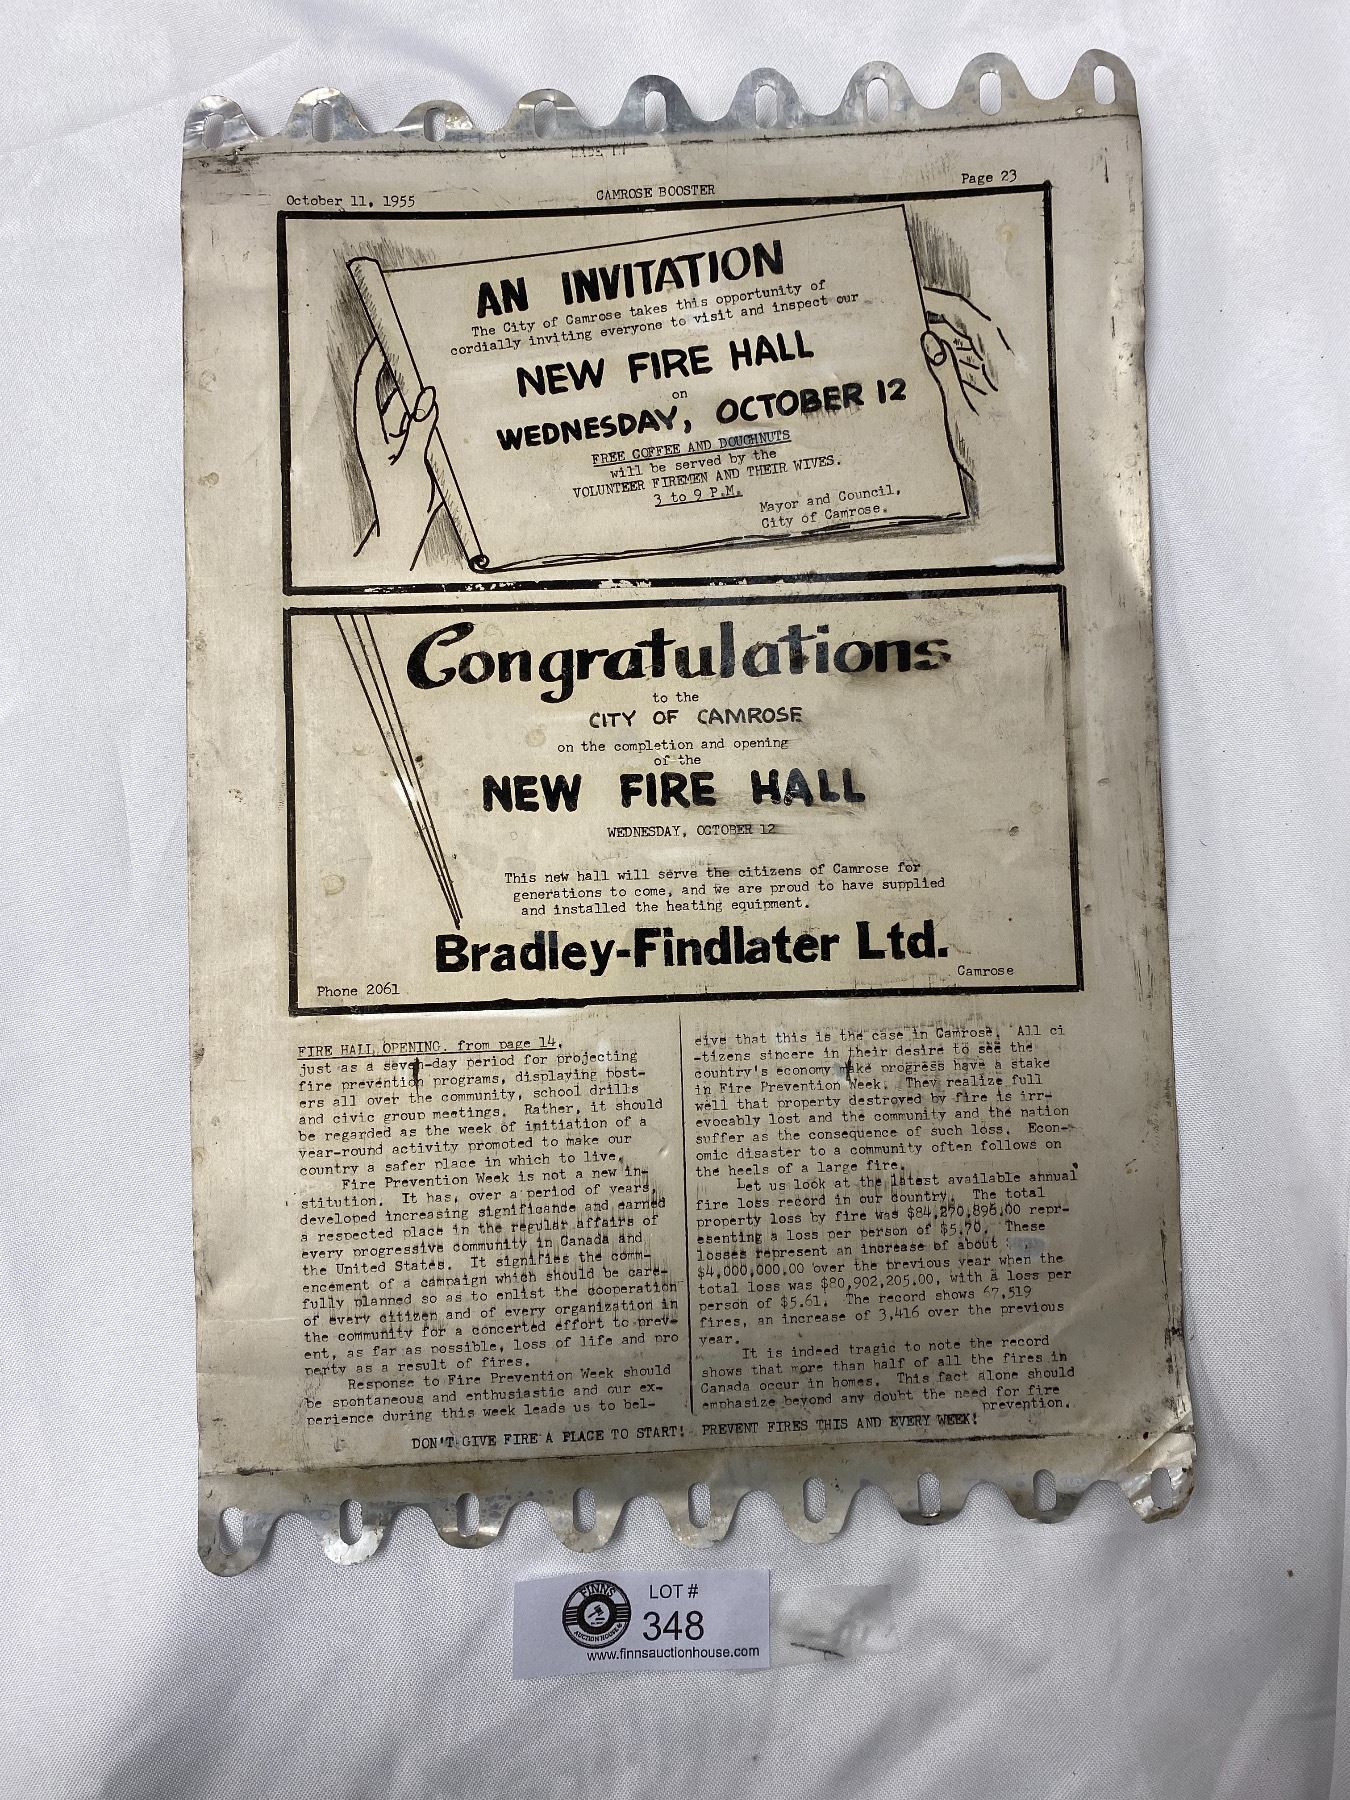 MADE IN
October 11, 1955
CAMROSE BOOSTER
Page 23
AN INVITATION
The City of Camrose takes this opportunity of
cordially inviting everyone to visit and inspect our
NEW FIRE HALL
on
WEDNESDAY, OCTOBER 12
FREE COFFEE AND DOUGHNUTS
will be served by the
VOLUNTEER FIREMEN AND THEIR WIVES.
3 to 9 P.M.
Mayor and Council,
City of Camrose.
Congratulations
to the
CITY OF CAMROSE
on the completion and opening
of the
NEW FIRE HALL
WEDNESDAY, OCTOBER 12
This new hall will serve the citizens of Camrose for
generations to come, and we are proud to have supplied
and installed the heating equipment.
Bradley-Findlater Ltd.
Phone 2061
Camrose
FIRE HALL OPENING, from page 14,
just as a seven-day period for projecting
fire prevention programs, displaying post-
ers all over the community, school drills
and civic group meetings. Rather, it should
be regarded as the week of initiation of a
year-round activity promoted to make our
country a safer place in which to live.
Fire Prevention Week is not a new in-
stitution. It has, over a period of years,
developed increasing significance and earned
a respected place in the regular affairs of
every progressive community in Canada and
the United States. It signifies the comm-
encement of a campaign which should be care-
fully planned so as to enlist the cooperation
of every citizen and of every organization in
the community for a concerted effort to prev-
ent, as far as possible, loss of life and pro
perty as a result of fires.
Response to Fire Prevention Week should
be spontaneous and enthusiastic and our ex-
perience during this week leads us to bel-
eive that this is the case in Camrose. All ci
-tizens sincere in their desire to see the
country's economy make progress have a stake
in Fire Prevention Week. They realize full
well that property destroyed by fire is irr-
evocably lost and the community and the nation
suffer as the consequence of such loss. Econ-
omic disaster to a community often follows on
the heels of a large fire.
Let us look at the latest available annual
fire loss record in our country. The total
property loss by fire was $84,270,896.00 repr-
esenting a loss per person of $5.70. These
losses represent an increase of about
$4,000,000.00 over the previous year when the
total loss was $80,902,205.00, with a loss per
person of $5.61. The record shows 67,519
fires, an increase of 3,416 over the previous
year.
It is indeed tragic to note the record
shows that more than half of all the fires in
Canada occur in homes. This fact alone should
emphasize beyond any doubt the need for fire
prevention.
DON'T GIVE FIRE A PLACE TO START! PREVENT FIRES THIS AND EVERY WEEK!
FINNS
AUCTION HOUSE
LOT #
348
www.finnsauctionhouse.com